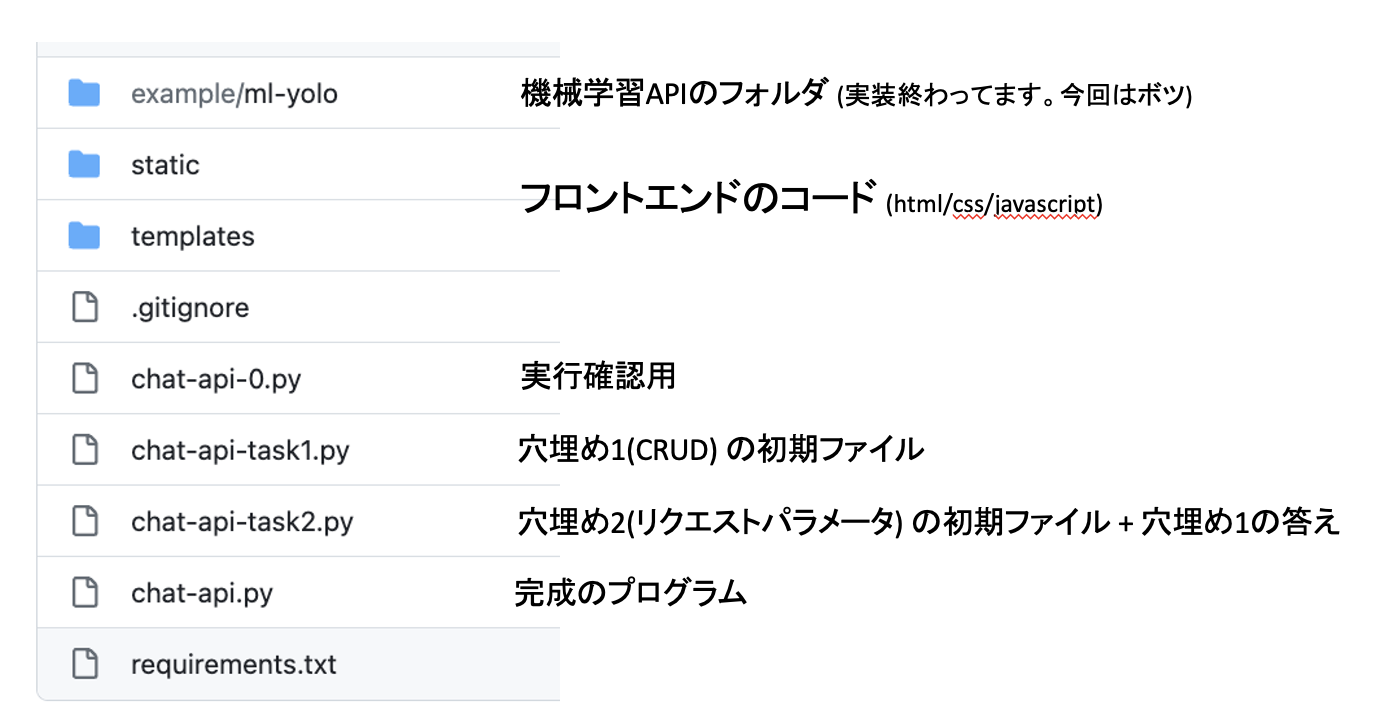 example/ml-yolo 機械学習APIのフォルダ (実装終わってます。今回はボツ)
static
フロントエンドのコード (html/css/javascript)
templates
.gitignore
chat-api-0.py 実行確認用
chat-api-task1.py 穴埋め1(CRUD) の初期ファイル
chat-api-task2.py 穴埋め2(リクエストパラメータ) の初期ファイル + 穴埋め1の答え
chat-api.py 完成のプログラム
requirements.txt